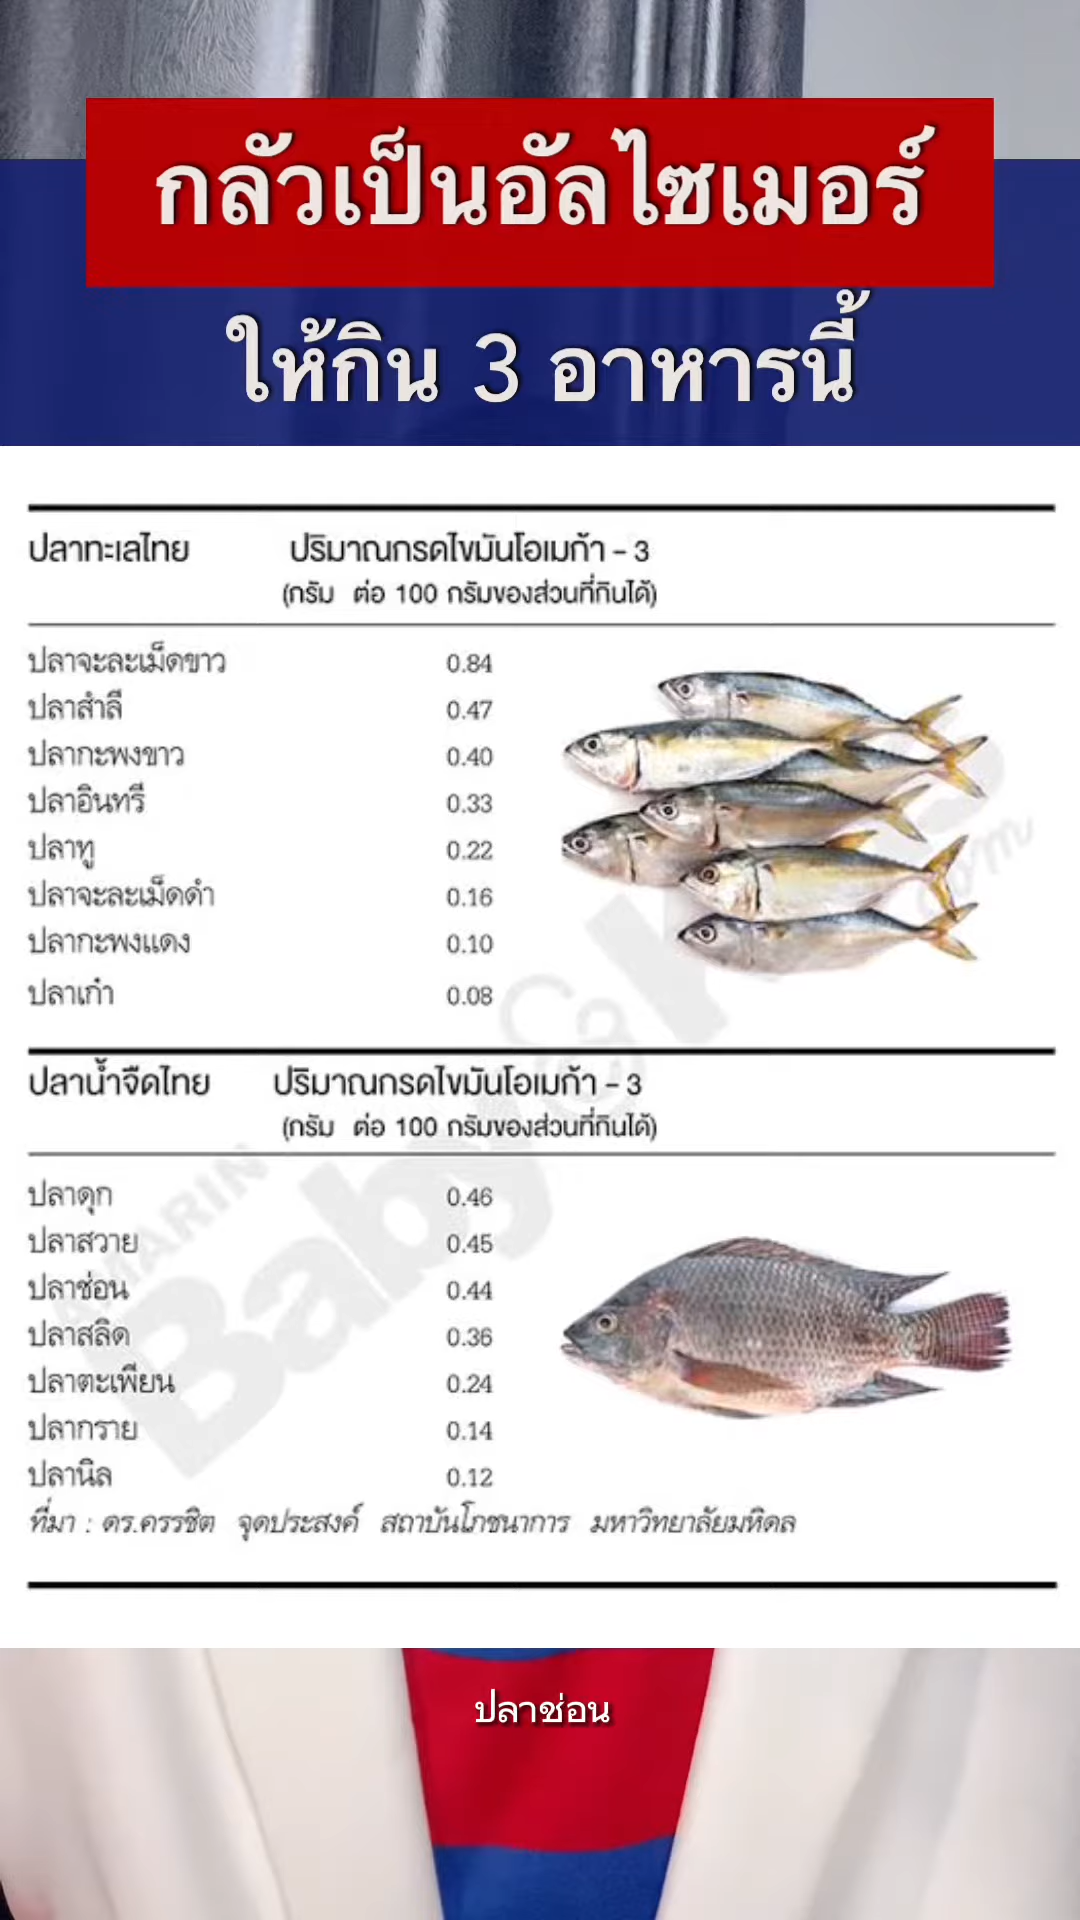 กลัวเป็นอัลไซเมอร์
ให้กิน 3 อาหารนี้
ปลาทะเลไทย ปริมาณกรดไขมันโอเมก้า - 3
(กรัม ต่อ 100 กรัมของส่วนที่กินได้)
ปลาจะละเม็ดขาว 0.84
ปลาสำลี 0.47
ปลากะพงขาว 0.40
ปลาอินทรี 0.33
ปลาทู 0.22
ปลาจะละเม็ดดำ 0.16
ปลากะพงแดง 0.10
ปลาเก๋า 0.08
ปลาน้ำจืดไทย ปริมาณกรดไขมันโอเมก้า - 3
(กรัม ต่อ 100 กรัมของส่วนที่กินได้)
ปลาดุก 0.46
ปลาสวาย 0.45
ปลาช่อน 0.44
ปลาสลิด 0.36
ปลาตะเพียน 0.24
ปลากราย 0.14
ปลานิล 0.12
ที่มา : ดร.ครรชิต จุดประสงค์ สถาบันโภชนาการ มหาวิทยาลัยมหิดล
AMARIN
Baby
ปลาช่อน